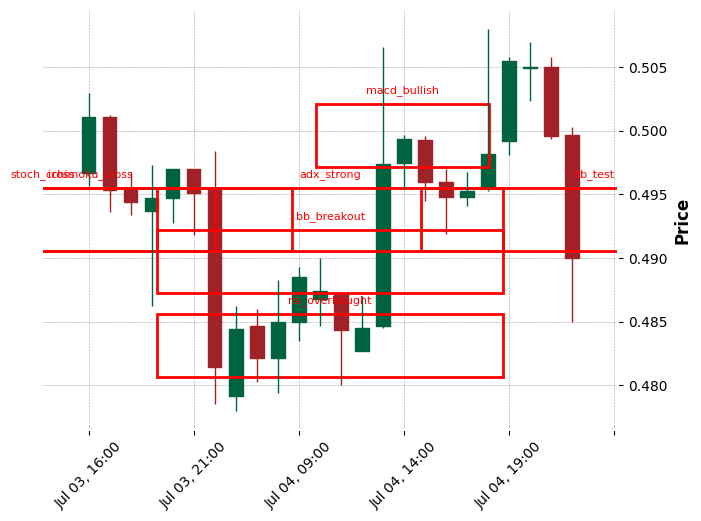 macd_bullish
stoch_cross
ichimoku_cross
adx_strong
bb_test
bb_breakout
rsi_overbought
0.505
0.500
0.495
0.490
0.485
0.480
Price
Jul 03, 16:00
Jul 03, 21:00
Jul 04, 09:00
Jul 04, 14:00
Jul 04, 19:00